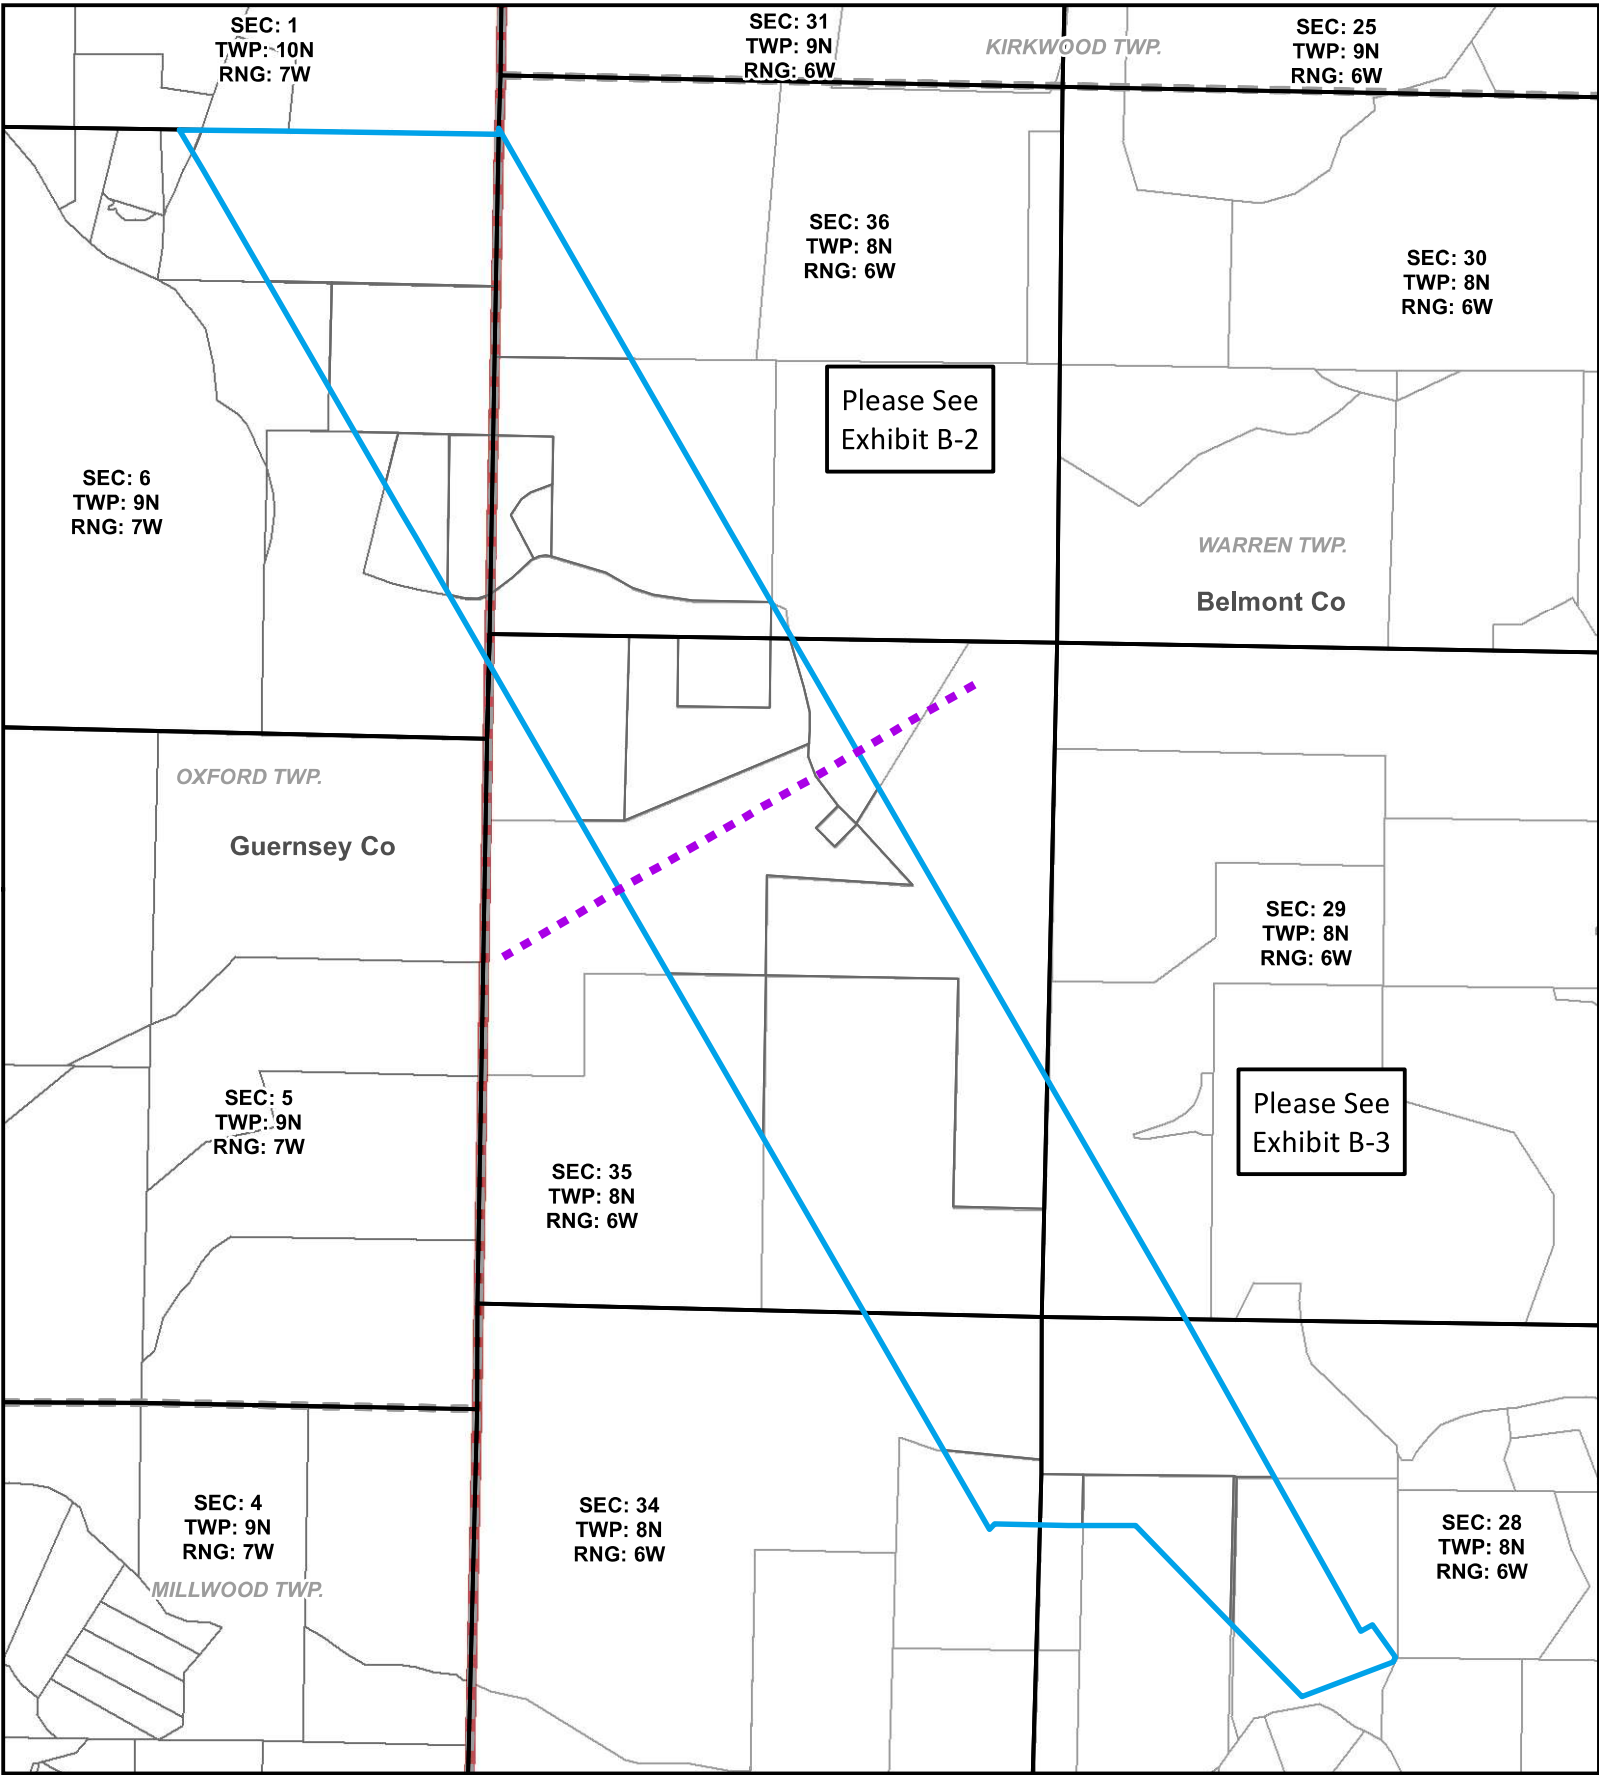 SEC: 1
TWP: 10N
RNG: 7W
SEC: 31
TWP: 9N
RNG: 6W
KIRKWOOD TWP.
SEC: 25
TWP: 9N
RNG: 6W
SEC: 36
TWP: 8N
RNG: 6W
SEC: 30
TWP: 8N
RNG: 6W
Please See
Exhibit B-2
SEC: 6
TWP: 9N
RNG: 7W
WARREN TWP.
Belmont Co
OXFORD TWP.
Guernsey Co
SEC: 29
TWP: 8N
RNG: 6W
Please See
Exhibit B-3
SEC: 5
TWP: 9N
RNG: 7W
SEC: 35
TWP: 8N
RNG: 6W
SEC: 4
TWP: 9N
RNG: 7W
MILLWOOD TWP.
SEC: 34
TWP: 8N
RNG: 6W
SEC: 28
TWP: 8N
RNG: 6W